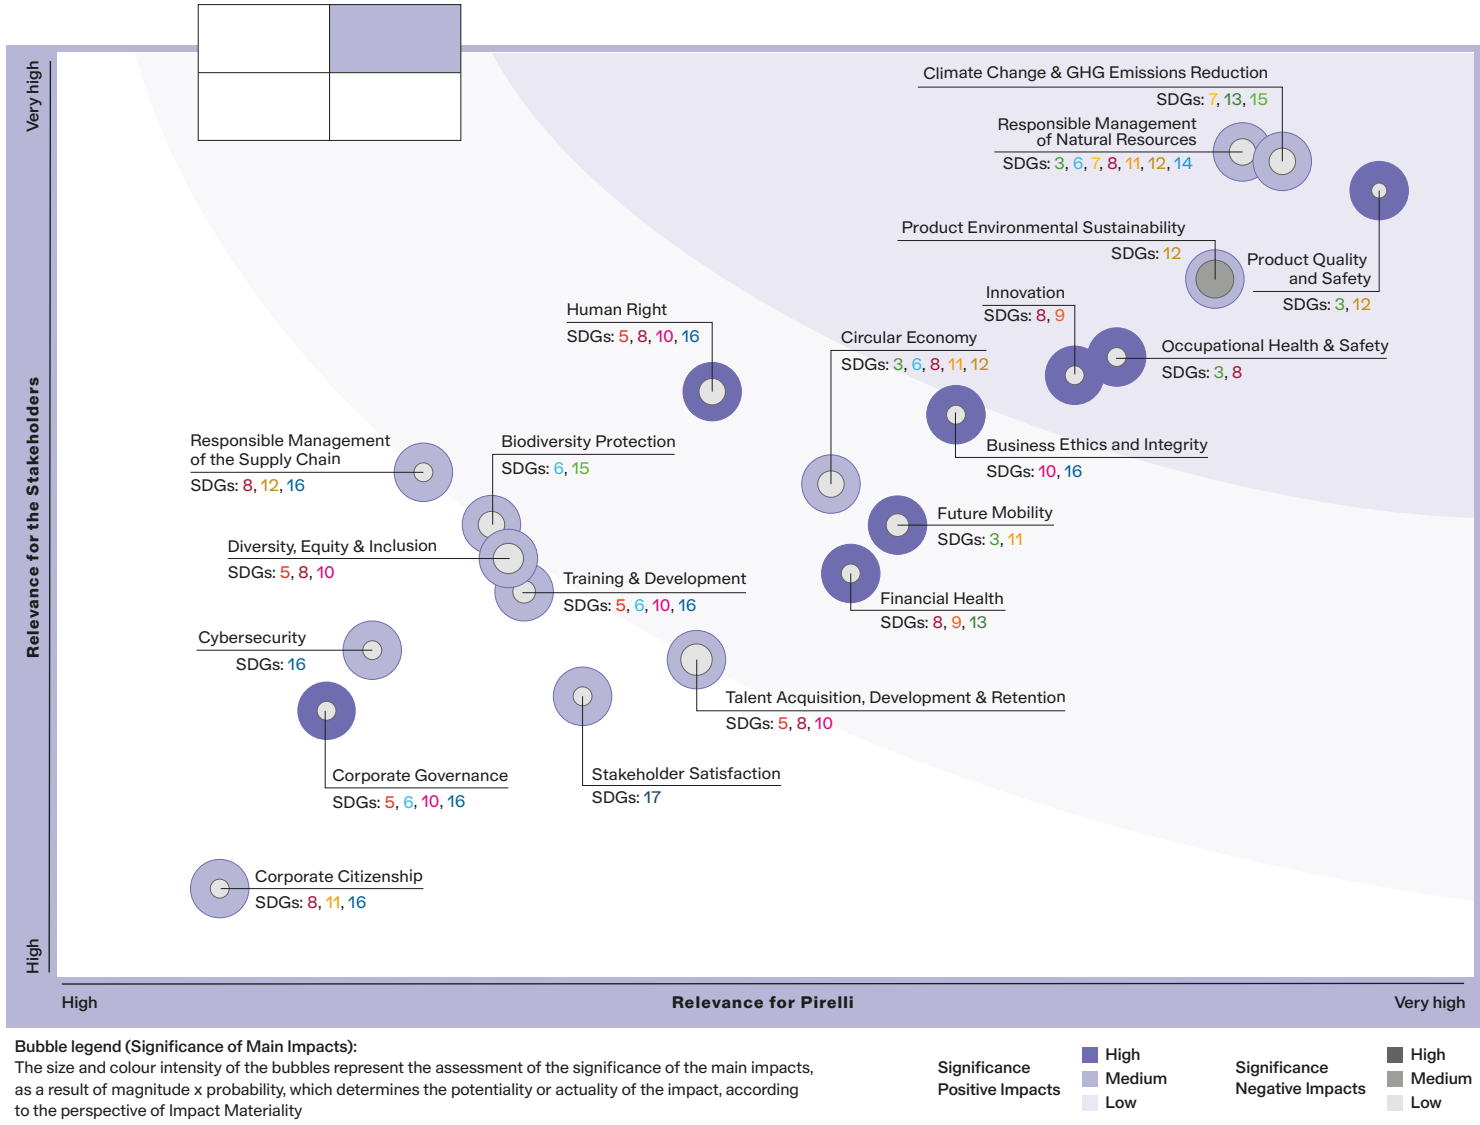 Very high
Relevance for the Stakeholders
High
Climate Change & GHG Emissions Reduction
SDGs: 7, 13, 15
Responsible Management
of Natural Resources
SDGs: 3, 6, 7, 8, 11, 12, 14
Product Environmental Sustainability
SDGs: 12
Product Quality
and Safety
SDGs: 3, 12
Innovation
SDGs: 8, 9
Human Right
SDGs: 5, 8, 10, 16
Circular Economy
SDGs: 3, 6, 8, 11, 12
Occupational Health & Safety
SDGs: 3, 8
Responsible Management
of the Supply Chain
SDGs: 8, 12, 16
Biodiversity Protection
SDGs: 6, 15
Business Ethics and Integrity
SDGs: 10, 16
Future Mobility
SDGs: 3, 11
Diversity, Equity & Inclusion
SDGs: 5, 8, 10
Training & Development
SDGs: 5, 6, 10, 16
Financial Health
SDGs: 8, 9, 13
Cybersecurity
SDGs: 16
Talent Acquisition, Development & Retention
SDGs: 5, 8, 10
Corporate Governance
SDGs: 5, 6, 10, 16
Stakeholder Satisfaction
SDGs: 17
Corporate Citizenship
SDGs: 8, 11, 16
High
Relevance for Pirelli
Very high
Bubble legend (Significance of Main Impacts):
The size and colour intensity of the bubbles represent the assessment of the significance of the main impacts,
as a result of magnitude x probability, which determines the potentiality or actuality of the impact, according
to the perspective of Impact Materiality
Significance
Positive Impacts
High
Medium
Low
Significance
Negative Impacts
High
Medium
Low